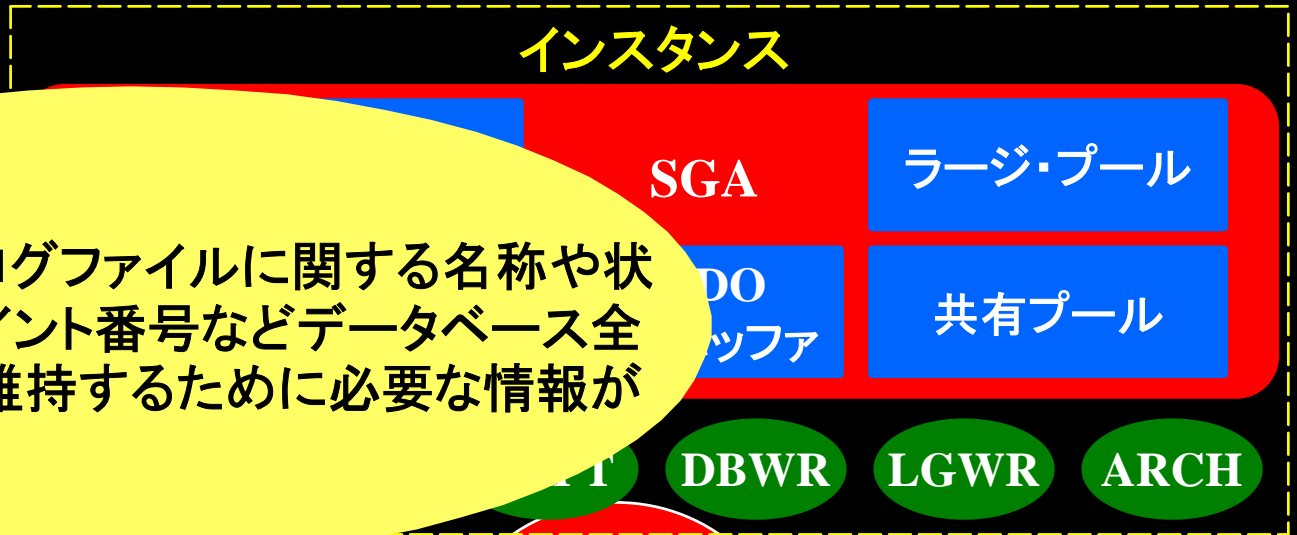 インスタンス
SGA
ラージ・プール
グファイルに関する名称や状
ント番号などデータベース全
持するために必要な情報が
DO
ッファ
共有プール
DBWR
LGWR
ARCH